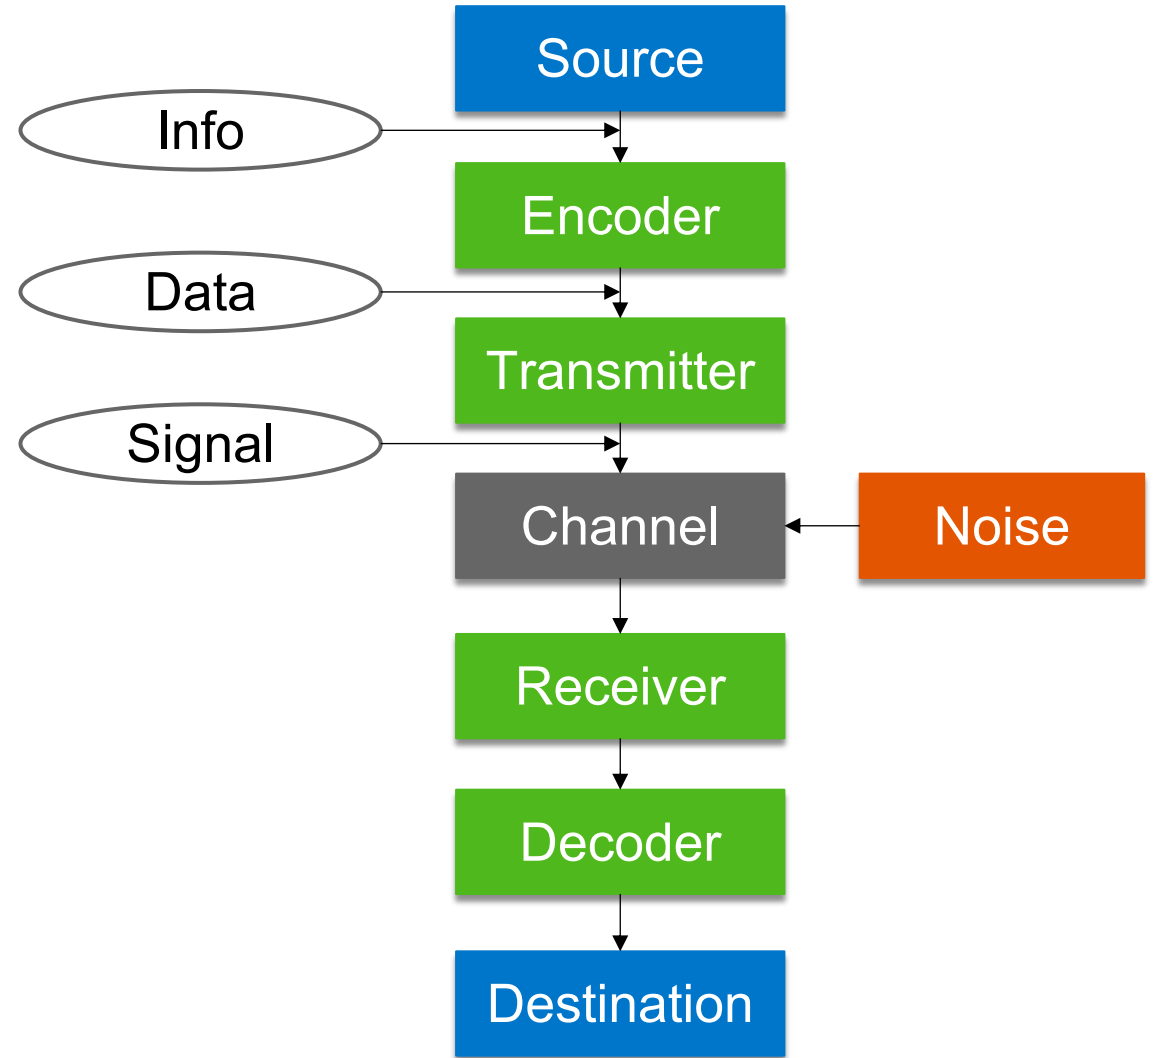 Source
Info
Encoder
Data
Transmitter
Signal
Channel
Noise
Receiver
Decoder
Destination